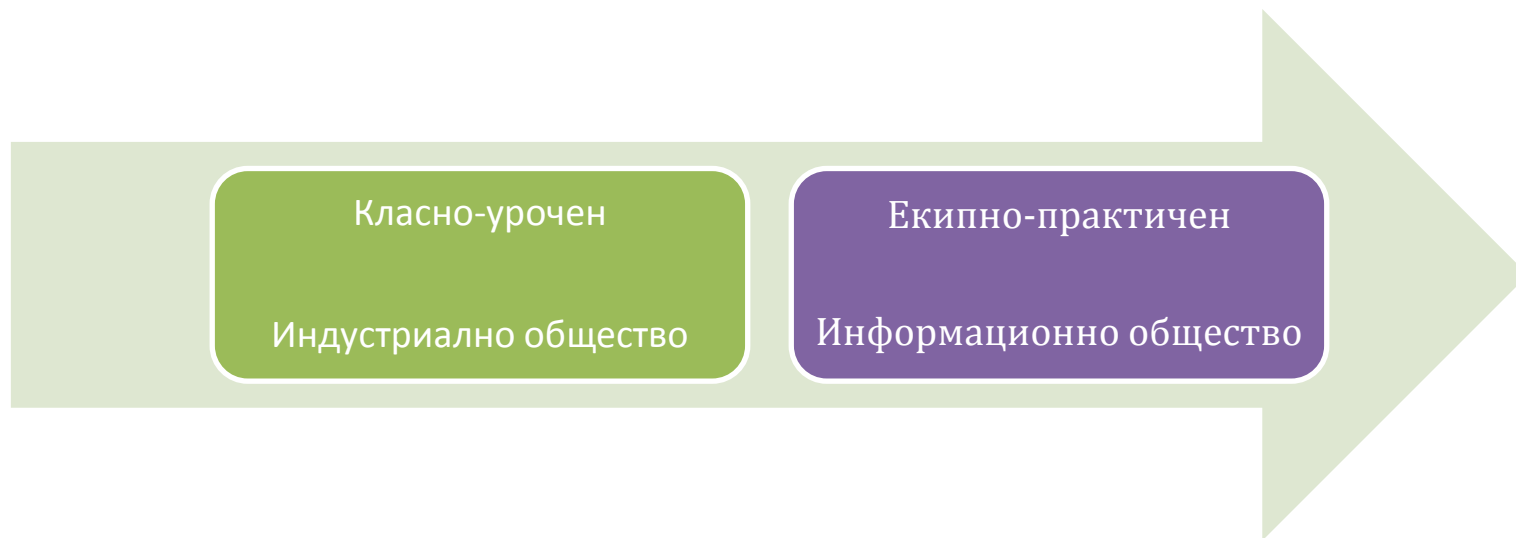 Класно-урочен
Индустриално общество
Екипно-практичен
Информационно общество